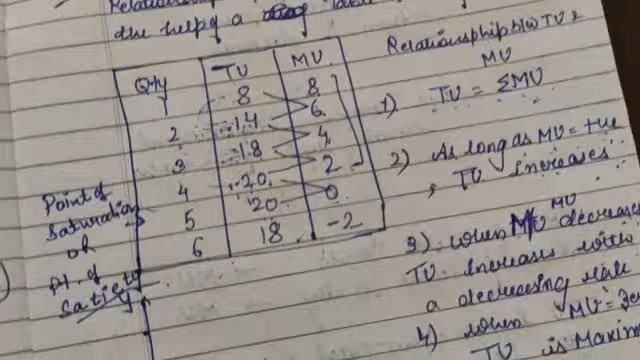 Relationship
the help of a table
Qty TU MU
1 8 8
2 14 6
3 18 4
4 20 2
5 20 0
6 18 -2
Point of
Saturation
or
pt. of
Satiety
Relationship b/w TU &
MU
1) TU = ΣMU
2) As long as MU = +ve
, TU increases
3) when MU decreases
TU increases with
a decreasing rate
4) when MU = Zero
TU is Maxim